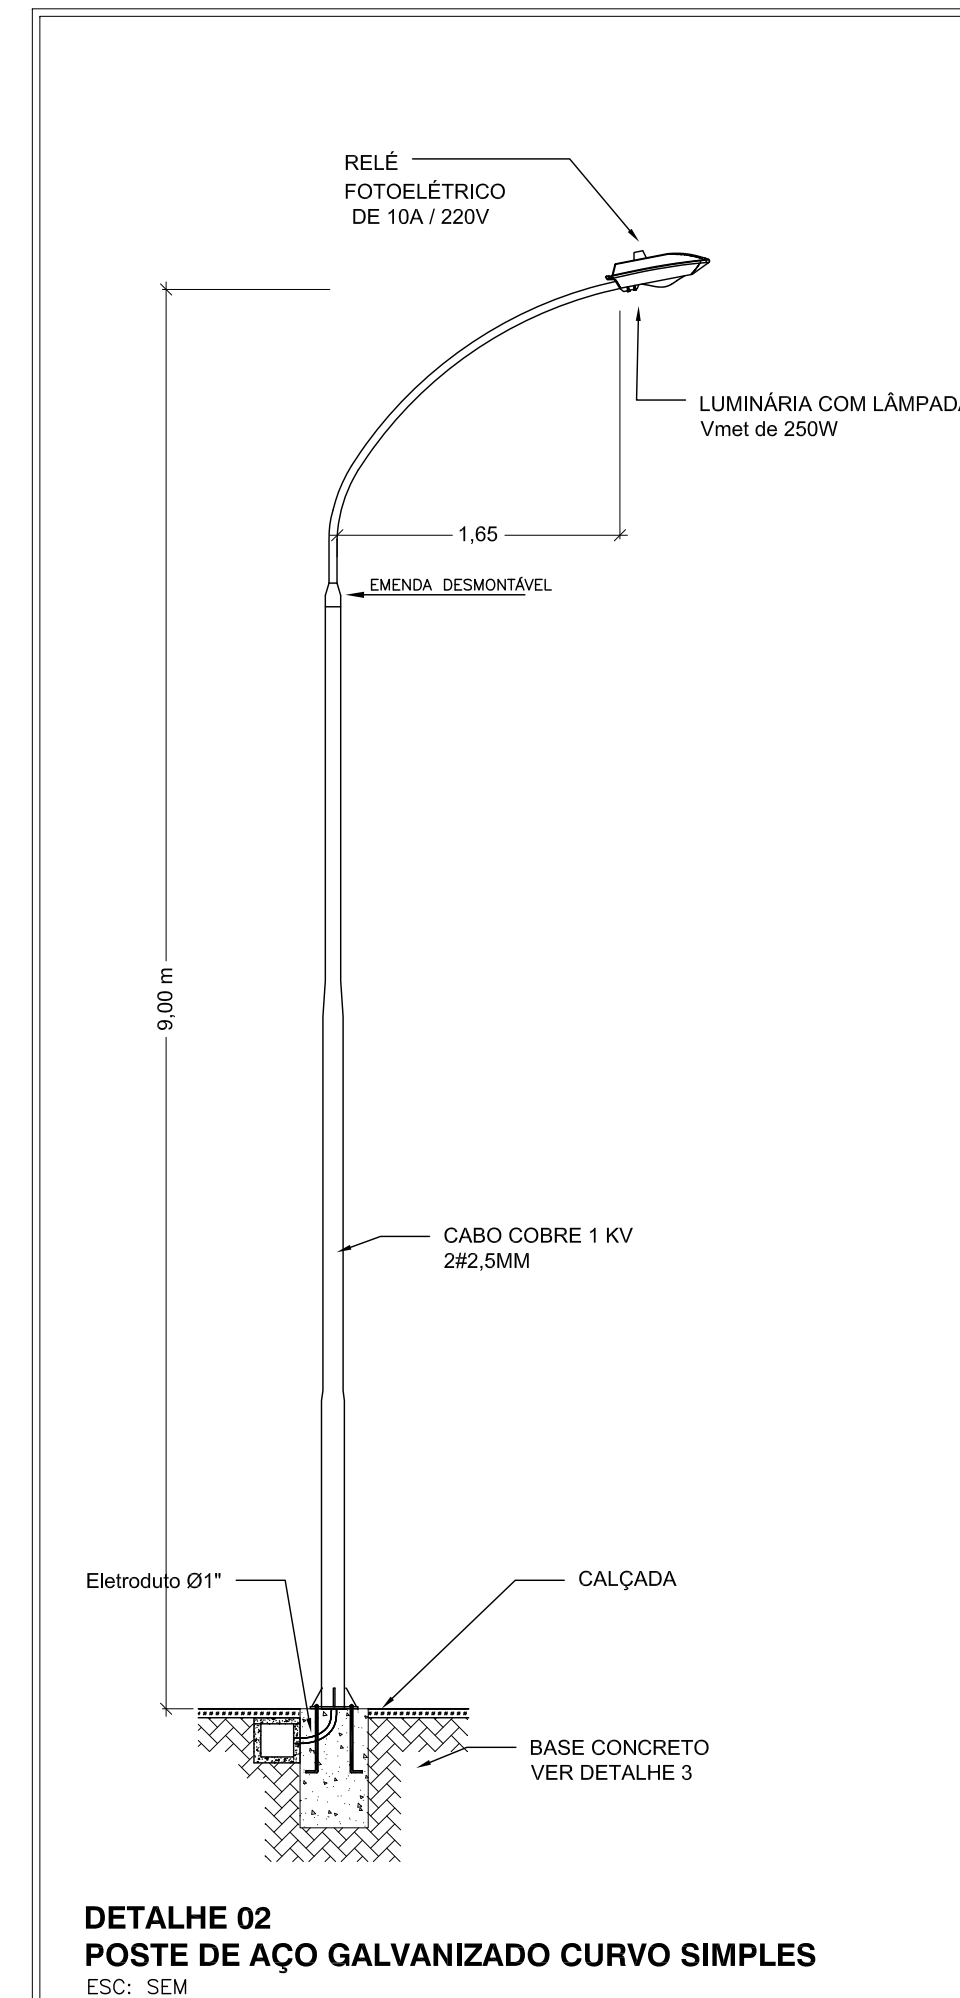 RELÉ
FOTOELÉTRICO
DE 10A / 220V
LUMINÁRIA COM LÂMPADA
Vmet de 250W
1,65
EMENDA DESMONTÁVEL
9,00 m
CABO COBRE 1 KV
2#2,5MM
Eletroduto Ø1"
CALÇADA
BASE CONCRETO
VER DETALHE 3
DETALHE 02
POSTE DE AÇO GALVANIZADO CURVO SIMPLES
ESC: SEM